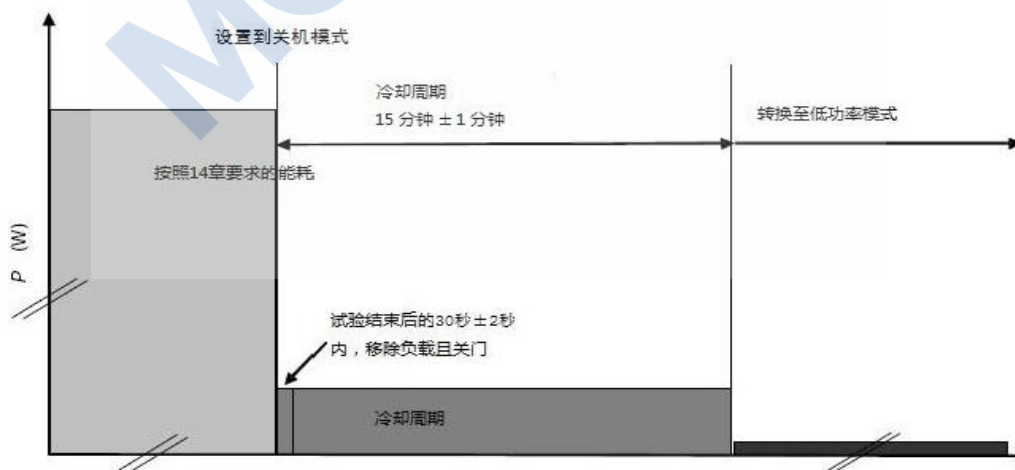 设置到关机模式
冷却周期
15 分钟 ±1 分钟
转换至低功率模式
按照14章要求的能耗
P (W)
试验结束后的30秒±2秒
内，移除负载且关门
冷却周期